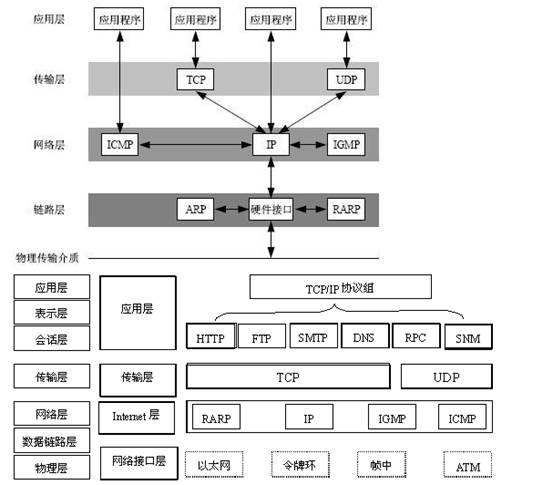 应用层 应用程序 应用程序 应用程序 应用程序
传输层 TCP UDP
网络层 ICMP IP IGMP
链路层 ARP 硬件接口 RARP
物理传输介质
应用层 应用层 TCP/IP 协议组
表示层
会话层 HTTP FTP SMTP DNS RPC SNM
传输层 传输层 TCP UDP
网络层 Internet 层 RARP IP IGMP ICMP
数据链路层
物理层 网络接口层 以太网 令牌环 帧中 ATM